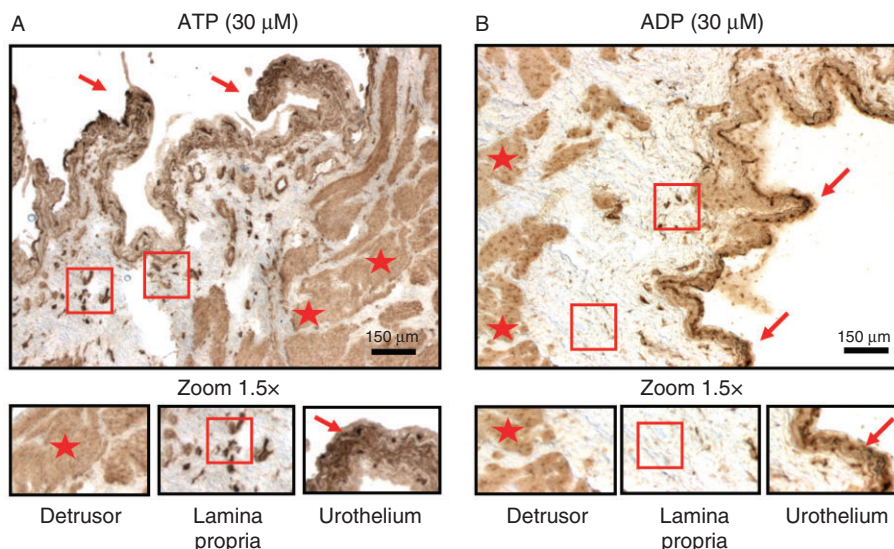 A
ATP (30 μM)
B
ADP (30 μM)
150 μm
150 μm
Zoom 1.5×
Zoom 1.5×
Detrusor
Lamina
propria
Urothelium
Detrusor
Lamina
propria
Urothelium